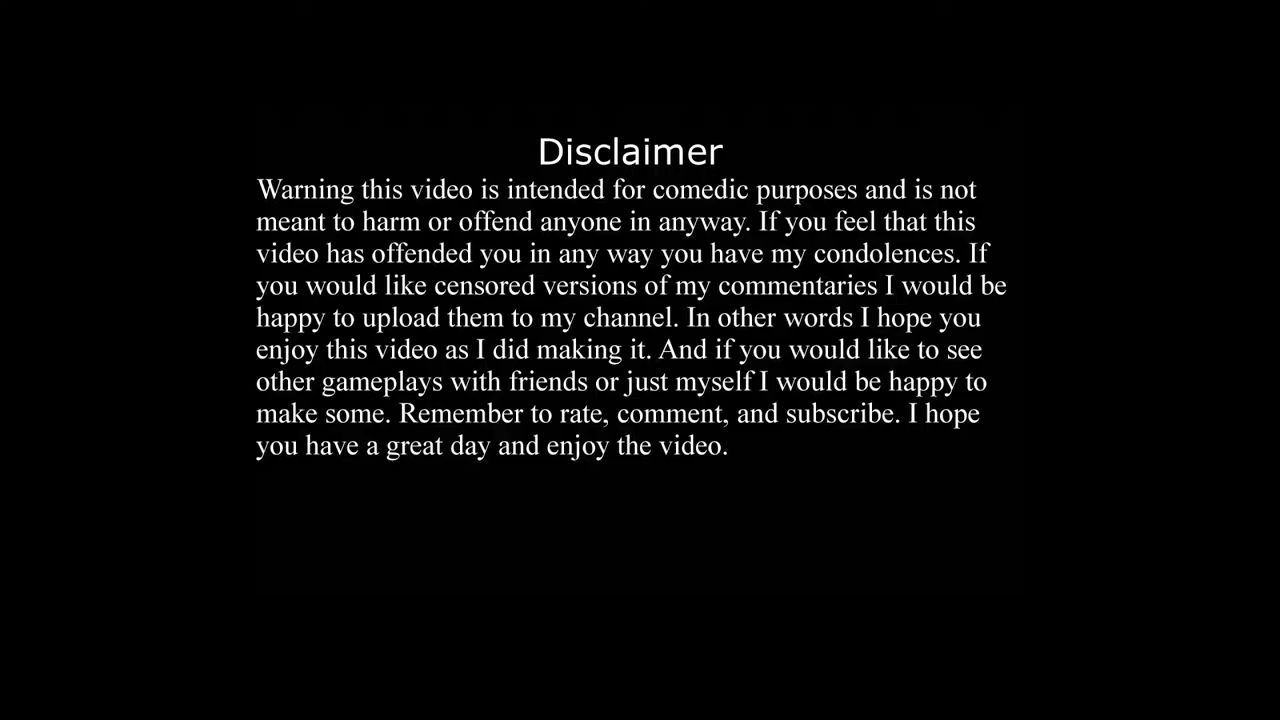 Disclaimer
Warning this video is intended for comedic purposes and is not
meant to harm or offend anyone in anyway. If you feel that this
video has offended you in any way you have my condolences. If
you would like censored versions of my commentaries I would be
happy to upload them to my channel. In other words I hope you
enjoy this video as I did making it. And if you would like to see
other gameplays with friends or just myself I would be happy to
make some. Remember to rate, comment, and subscribe. I hope
you have a great day and enjoy the video.